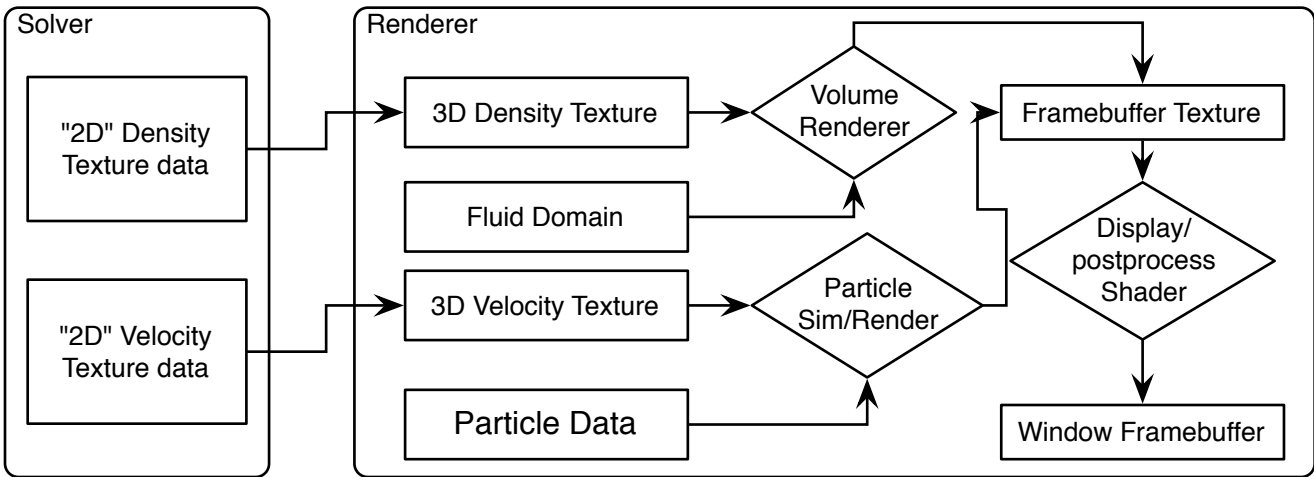 Solver
"2D" Density
Texture data
"2D" Velocity
Texture data
Renderer
3D Density Texture
Fluid Domain
3D Velocity Texture
Particle Data
Volume
Renderer
Particle
Sim/Render
Framebuffer Texture
Display/
postprocess
Shader
Window Framebuffer